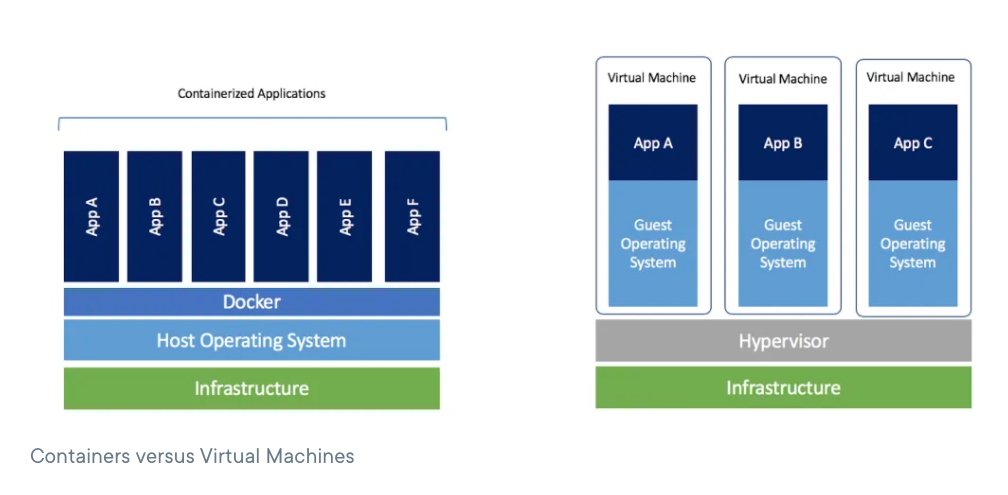 Containerized Applications
App A
App B
App C
App D
App E
App F
Docker
Host Operating System
Infrastructure
Virtual Machine
App A
Guest
Operating
System
Virtual Machine
App B
Guest
Operating
System
Virtual Machine
App C
Guest
Operating
System
Hypervisor
Infrastructure
Containers versus Virtual Machines